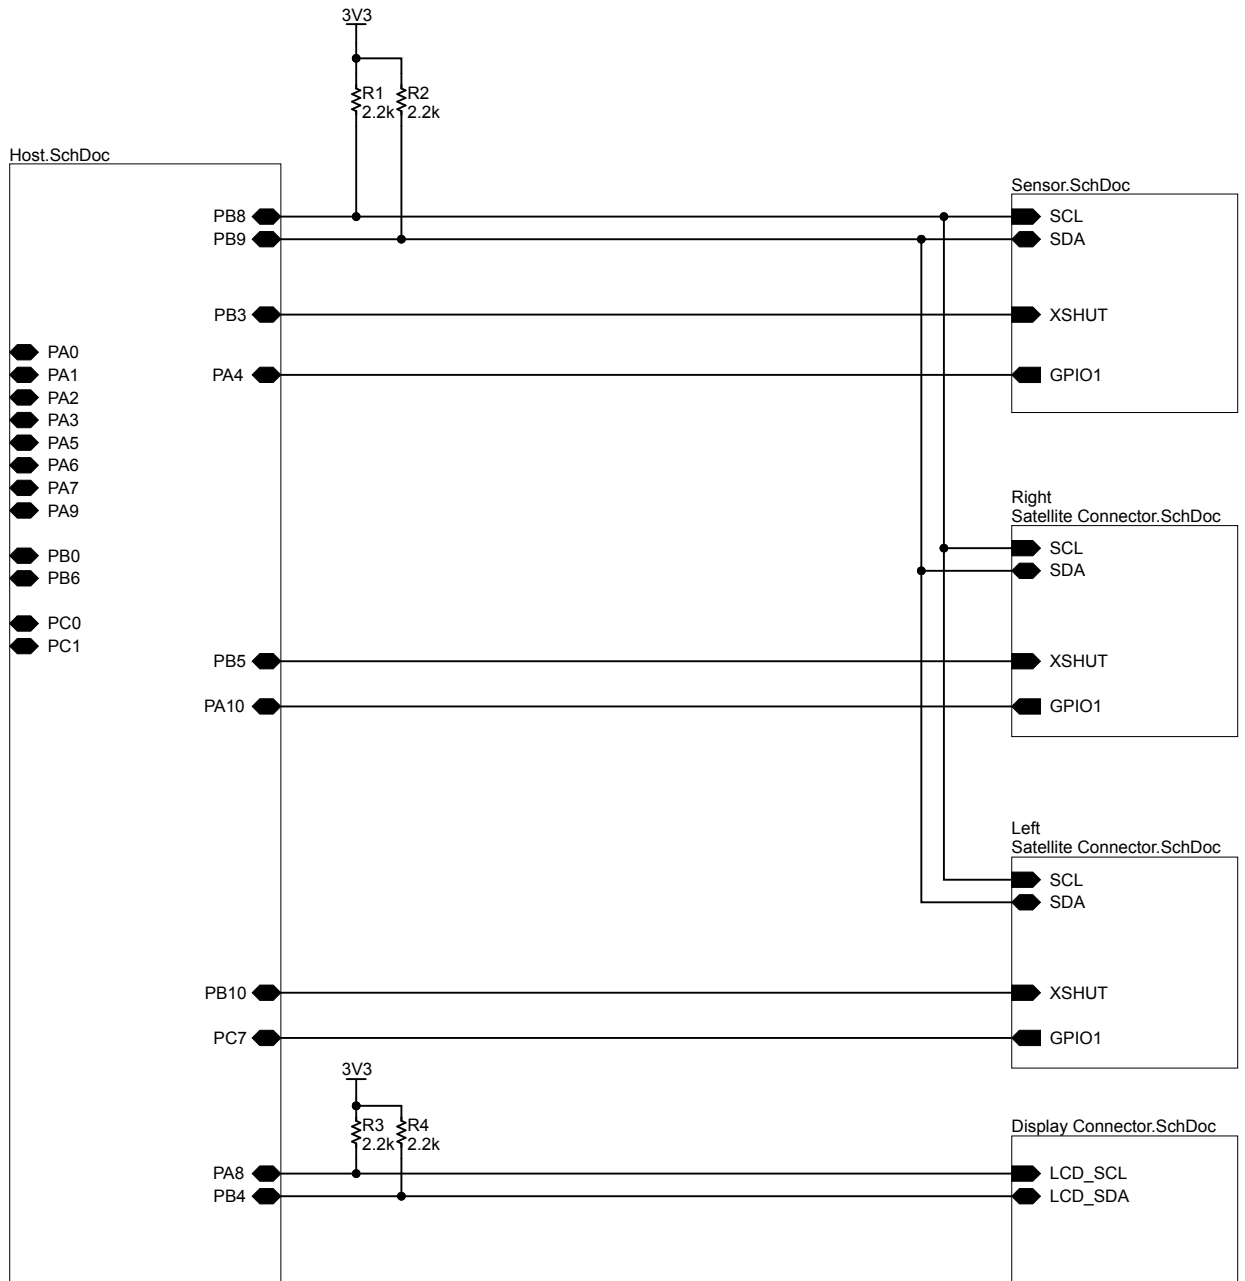 3V3
R1
2.2k
R2
2.2k
Host.SchDoc
PB8
PB9
PB3
PA4
PA0
PA1
PA2
PA3
PA5
PA6
PA7
PA9
PB0
PB6
PC0
PC1
PB5
PA10
PB10
PC7
PA8
PB4
Sensor.SchDoc
SCL
SDA
XSHUT
GPIO1
Right
Satellite Connector.SchDoc
SCL
SDA
XSHUT
GPIO1
Left
Satellite Connector.SchDoc
SCL
SDA
XSHUT
GPIO1
3V3
R3
2.2k
R4
2.2k
Display Connector.SchDoc
LCD_SCL
LCD_SDA